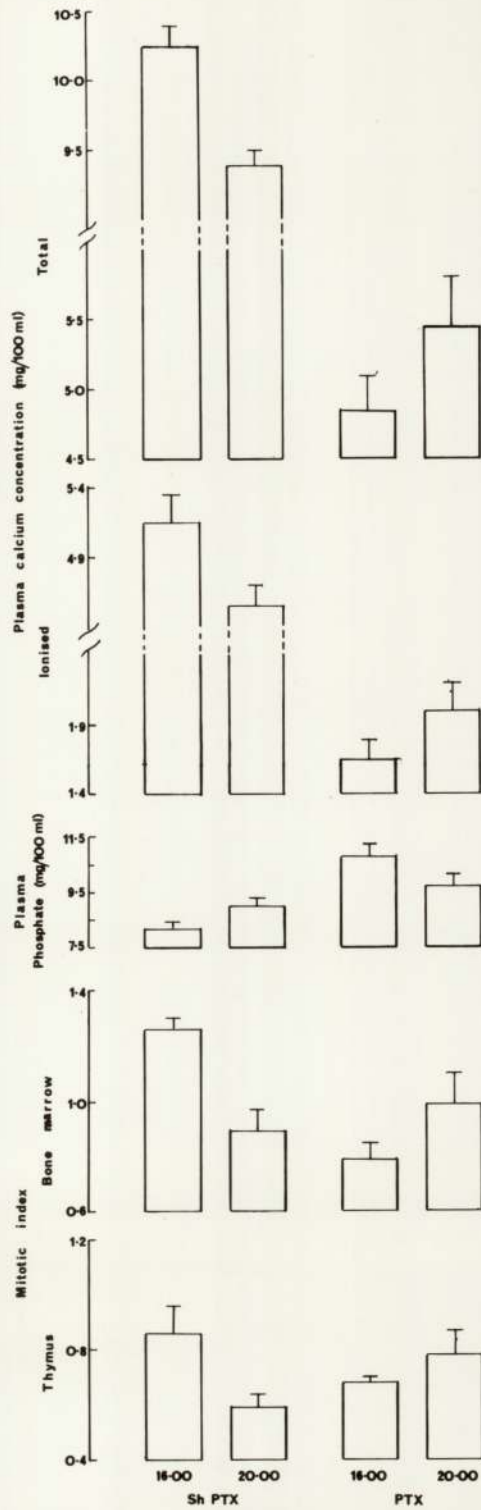 10·5
10·0
9·5
5·5
5·0
4·5
Total
Plasma calcium concentration (mg/100 ml)
5·4
4·9
1·9
1·4
Ionised
11·5
9·5
7·5
Plasma
Phosphate (mg/100 ml)
1·4
1·0
0·6
Bone marrow
Mitotic index
1·2
0·8
0·4
Thymus
16·00 20·00 16·00 20·00
Sh PTX PTX